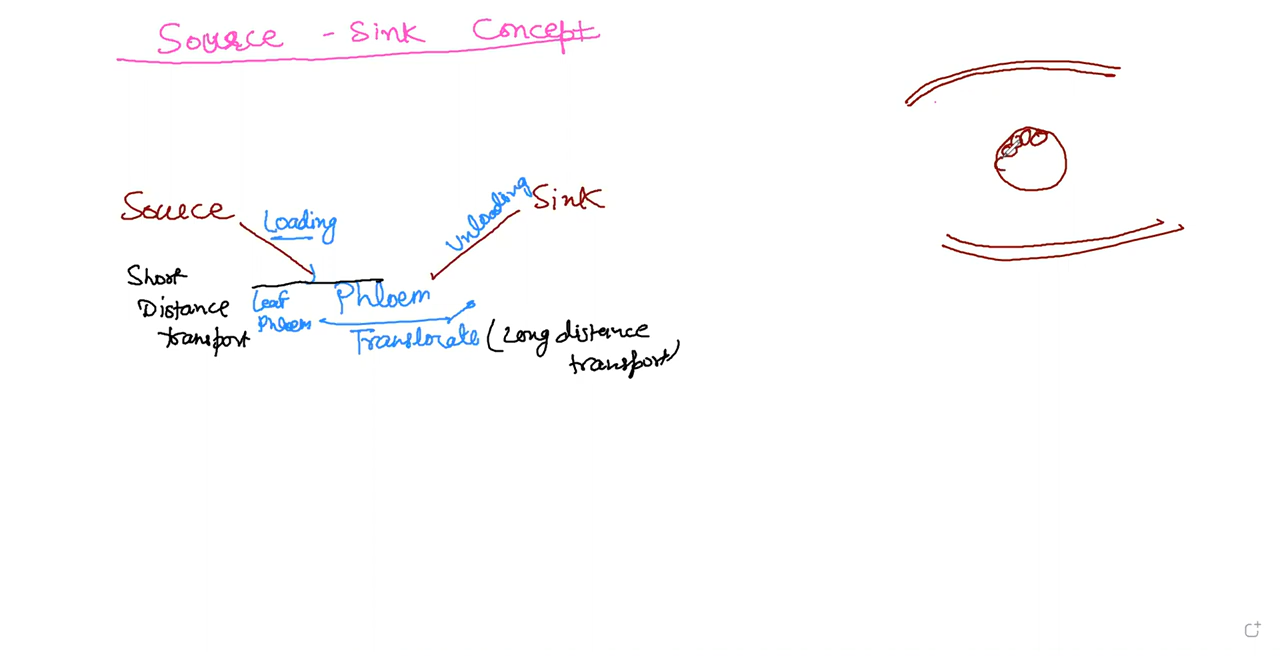 Source - Sink Concept
Source
Loading
Unloading
Sink
Short
Distance
transport
Leaf
Phloem
Phloem
Translocate (Long distance
transport)